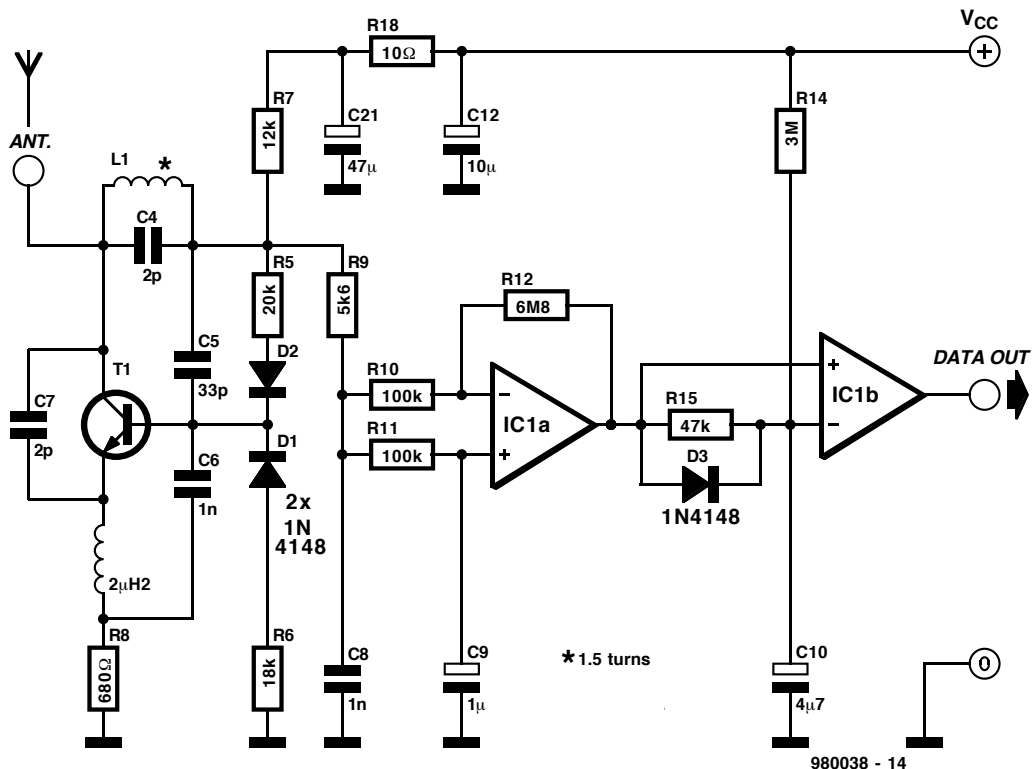 R18
10Ω
VCC
+
R7
12k
C21
47µ
C12
10µ
R14
3M
ANT.
L1
*
C4
2p
R5
20k
R9
5k6
R12
6M8
C5
33p
D2
C7
2p
T1
R10
100k
R11
100k
−
+
IC1a
R15
47k
D3
1N4148
+
−
IC1b
DATA OUT
D1
C6
1n
2x
1N
4148
2µH2
R8
680Ω
R6
18k
C8
1n
C9
1µ
* 1.5 turns
C10
4µ7
0
980038 - 14